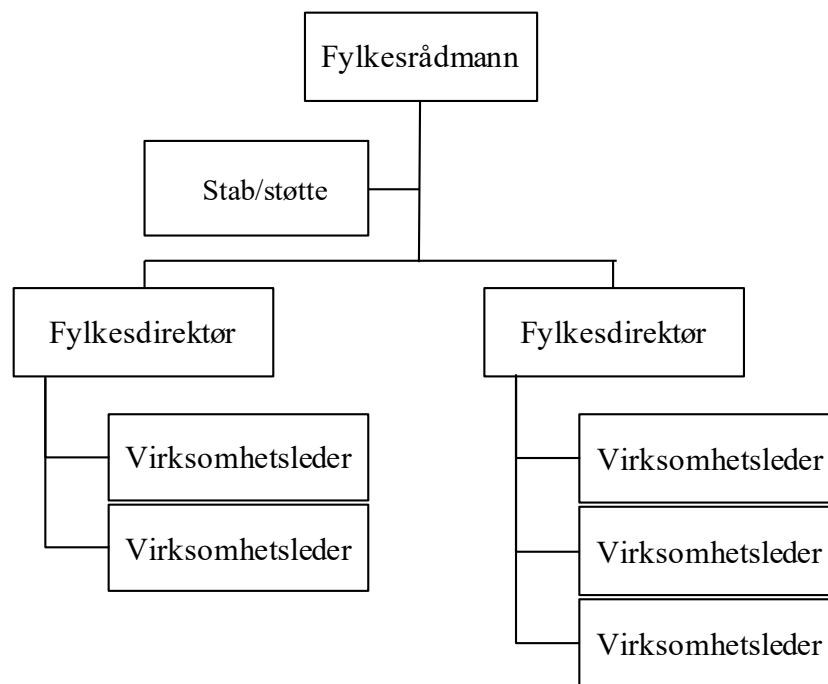 Fylkesrådmann
Stab/støtte
Fylkesdirektør
Fylkesdirektør
Virksomhetsleder
Virksomhetsleder
Virksomhetsleder
Virksomhetsleder
Virksomhetsleder